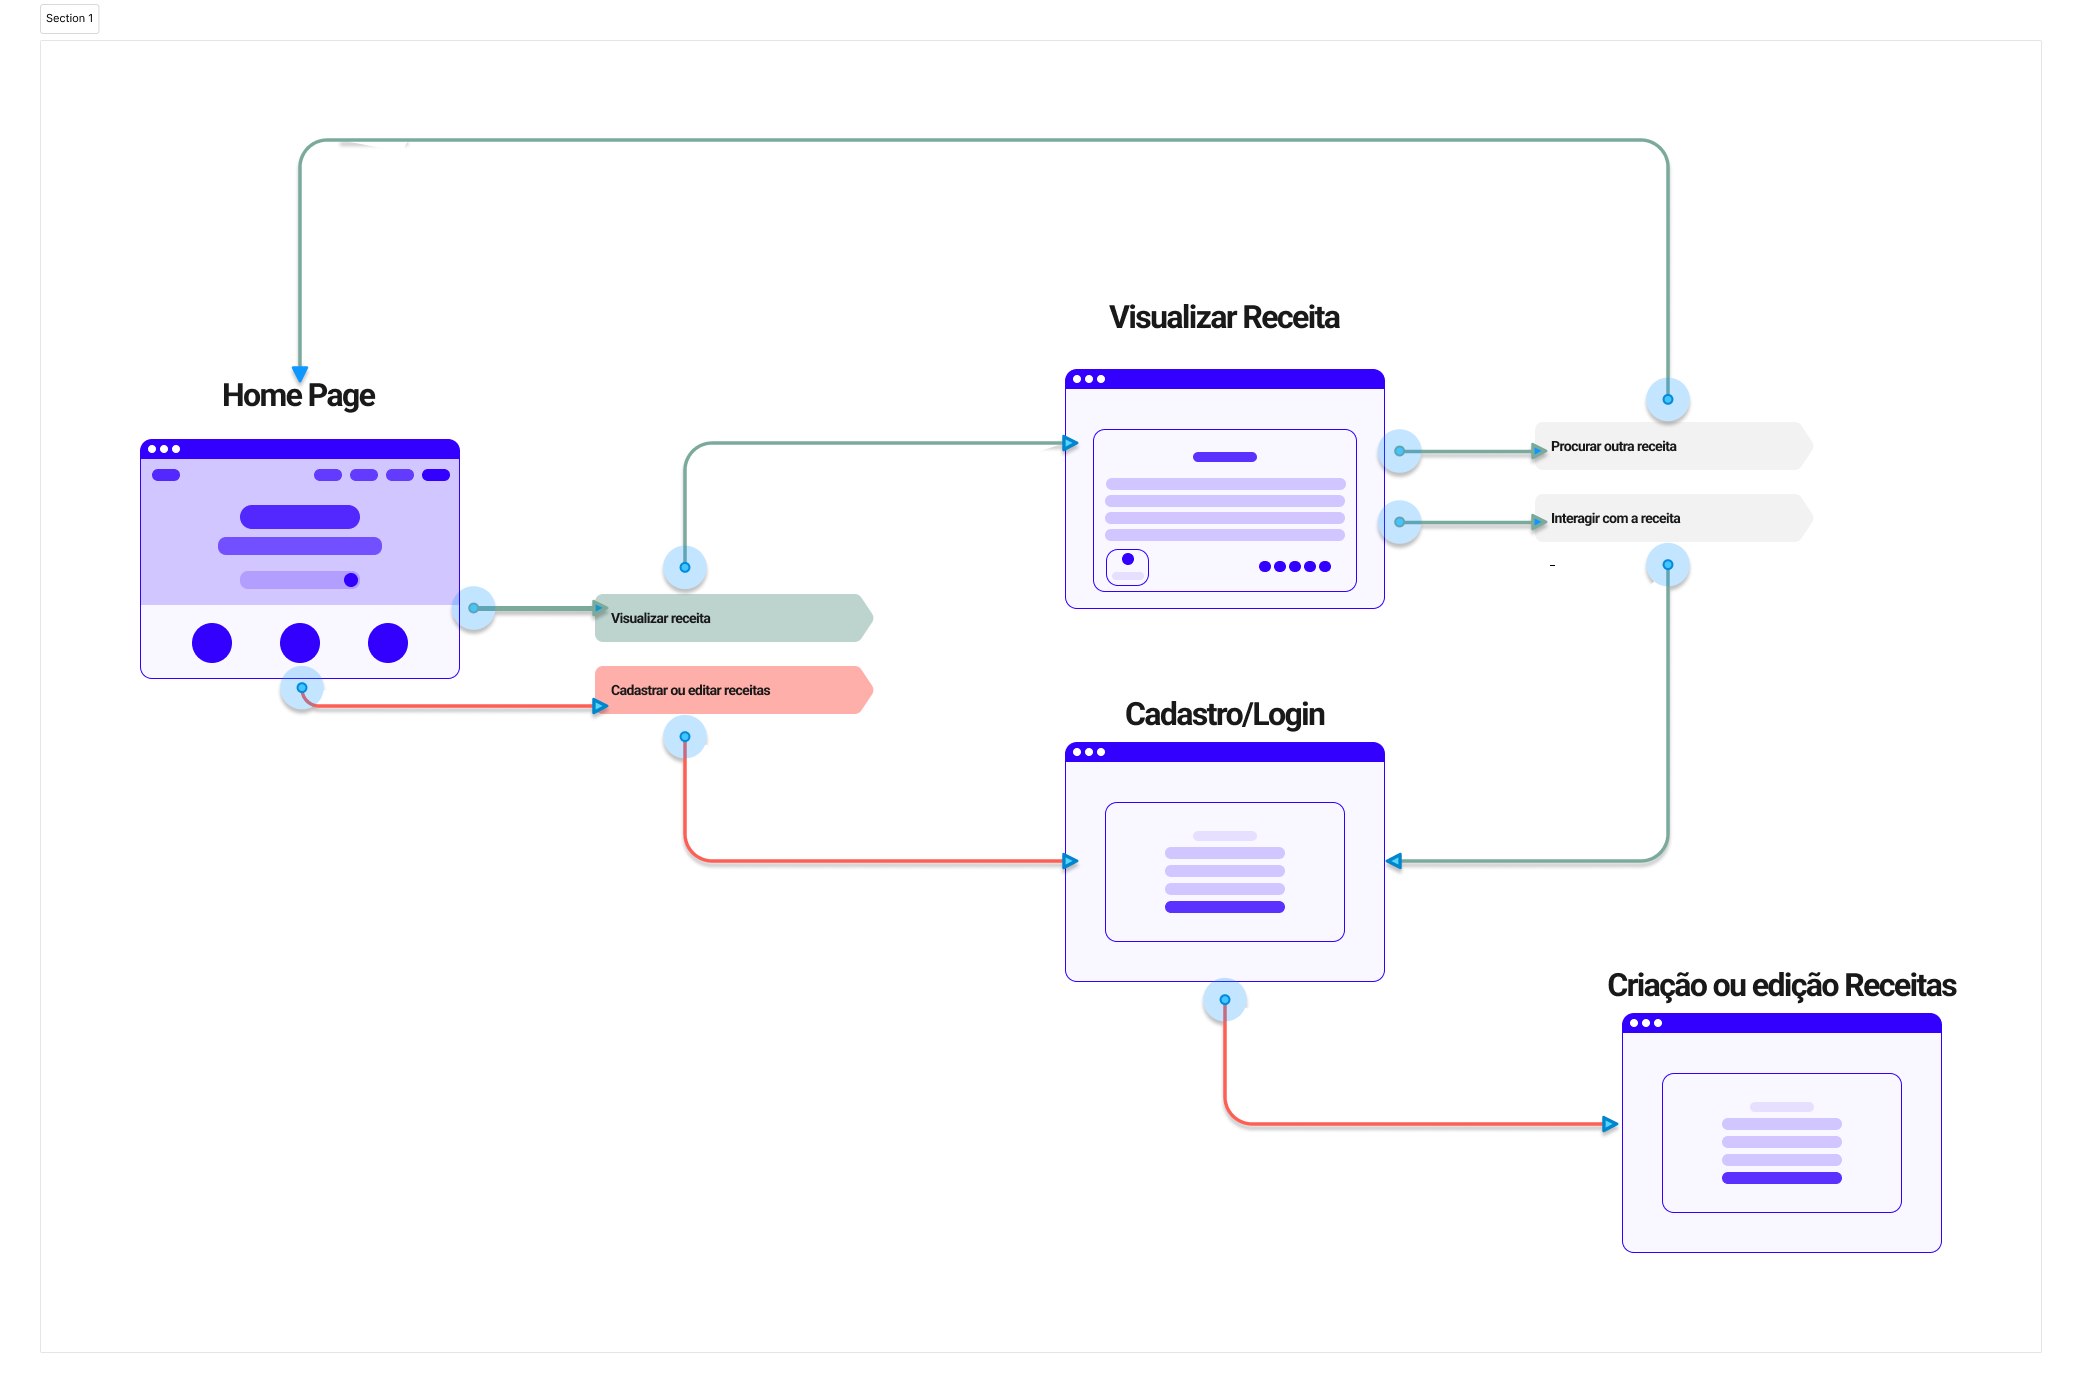 Section 1
Visualizar Receita
Home Page
Procurar outra receita
Interagir com a receita
-
Visualizar receita
Cadastrar ou editar receitas
Cadastro/Login
Criação ou edição Receitas